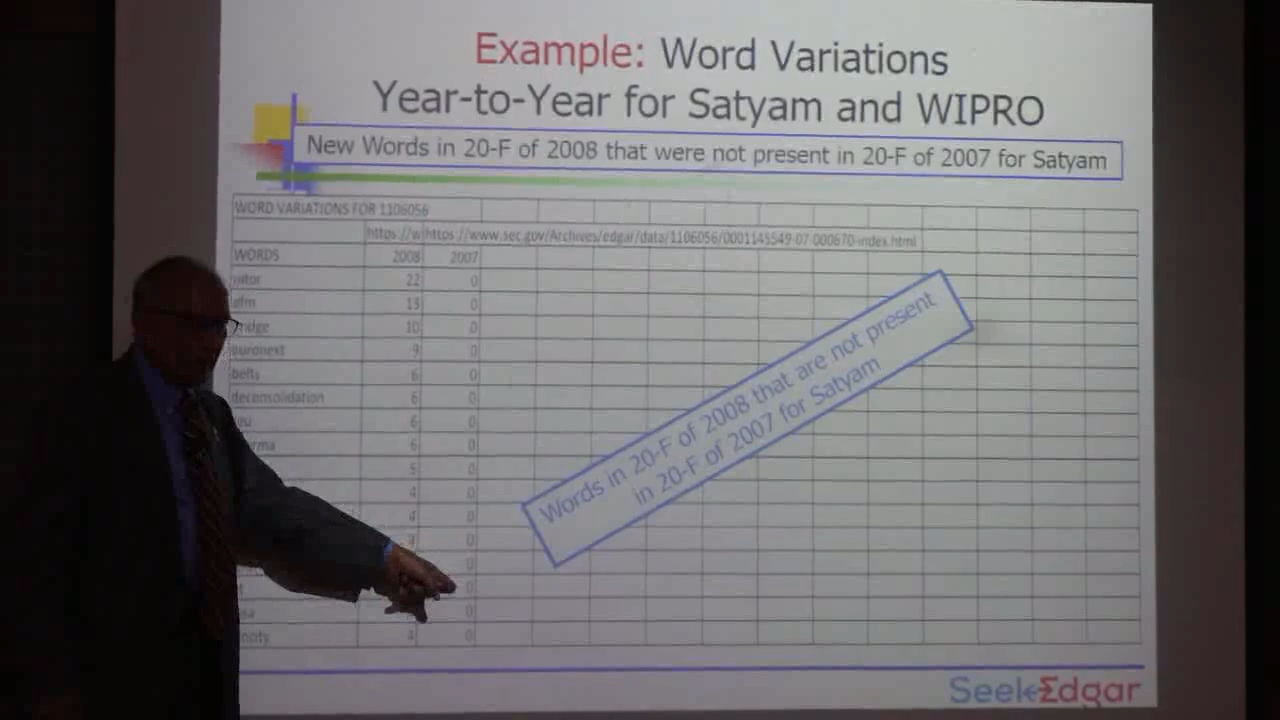 Example: Word Variations
Year-to-Year for Satyam and WIPRO
New Words in 20-F of 2008 that were not present in 20-F of 2007 for Satyam
WORD VARIATIONS FOR 1106056
https://w https://www.sec.gov/Archives/edgar/data/1106056/0001145549-07-000670-index.html
WORDS 2008 2007
22 0
13 0
10 0
euronext 9 0
belts 6 0
deconsolidation 6 0
6 0
6 0
5 0
4 0
4 0
0
0
0
0
4 0
Words in 20-F of 2008 that are not present
in 20-F of 2007 for Satyam
SeekEdgar